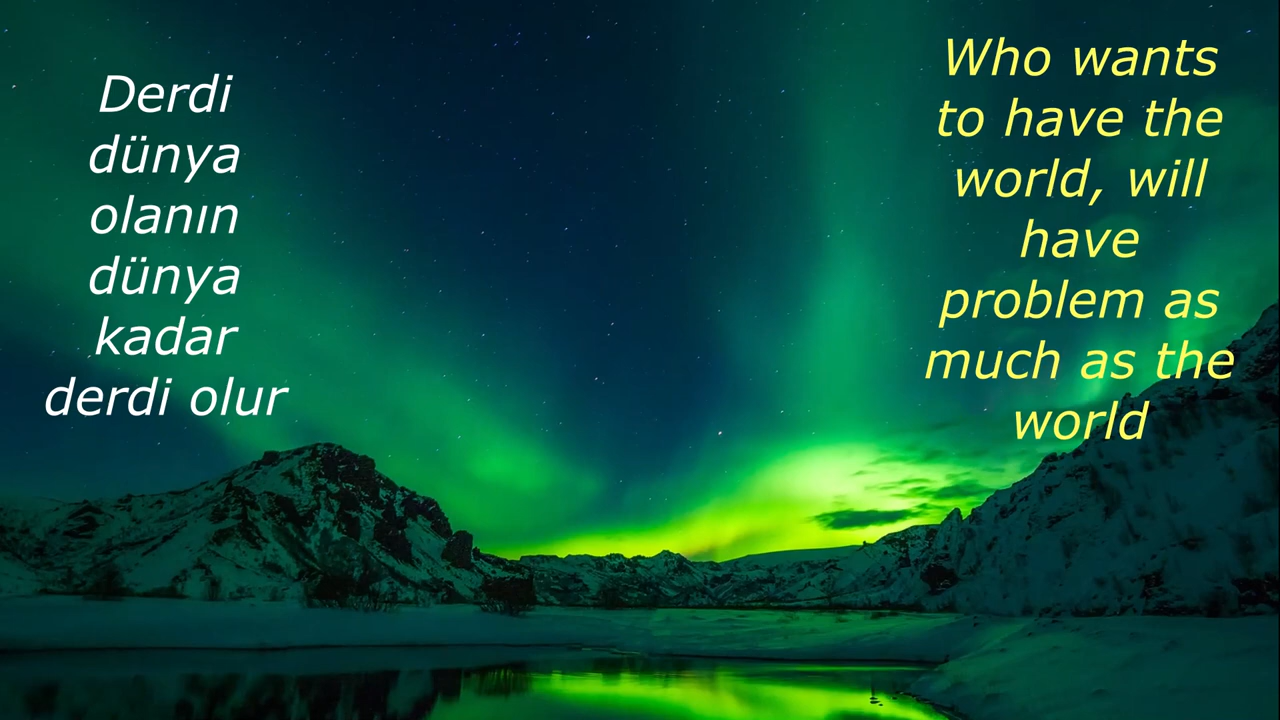 Derdi
dünya
olanın
dünya
kadar
derdi olur
Who wants
to have the
world, will
have
problem as
much as the
world